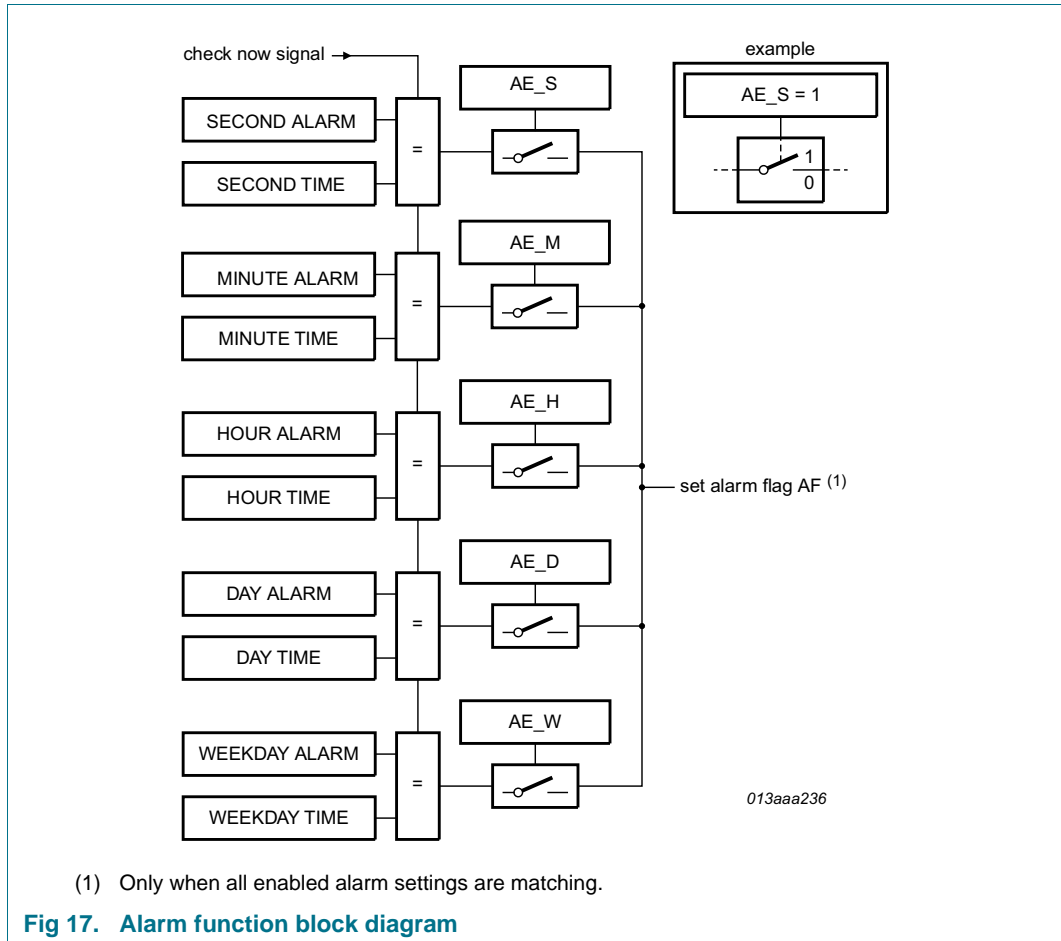 check now signal
example
AE_S
AE_S = 1
SECOND ALARM
=
1
0
SECOND TIME
AE_M
MINUTE ALARM
=
MINUTE TIME
AE_H
HOUR ALARM
=
HOUR TIME
set alarm flag AF (1)
AE_D
DAY ALARM
=
DAY TIME
AE_W
WEEKDAY ALARM
=
WEEKDAY TIME
013aaa236
(1) Only when all enabled alarm settings are matching.
Fig 17. Alarm function block diagram